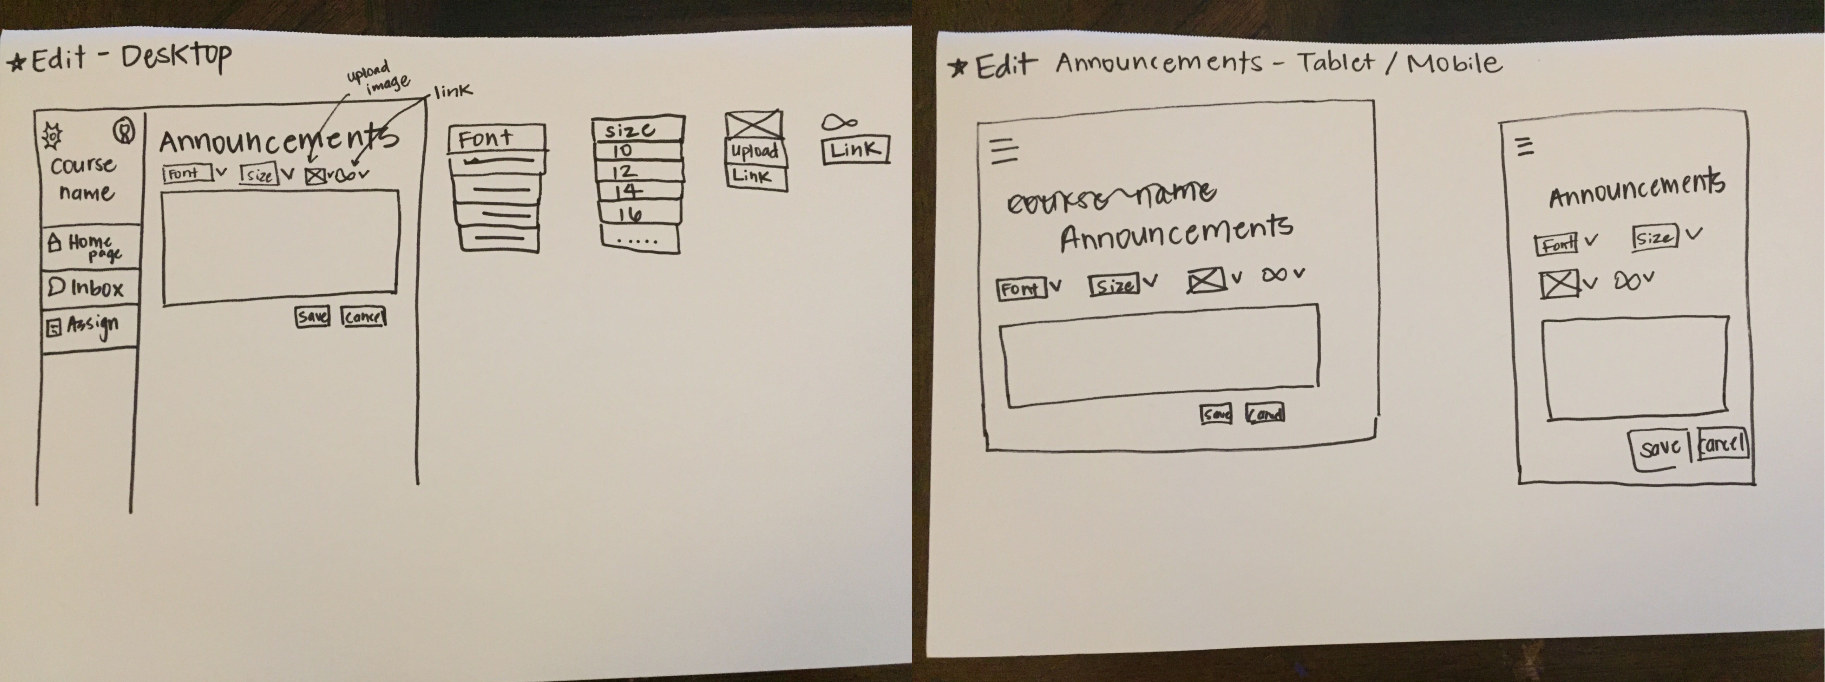 ★Edit - Desktop
upload
image
link
Course
name
Home
page
Inbox
Assign
Announcements
Font
Size
Save
Cancel
Font
Size
10
12
14
16
.....
upload
Link
∞
Link
★Edit Announcements - Tablet / Mobile
course name
Announcements
Font
Size
Save
Cancel
Announcements
Font
Size
Save
Cancel